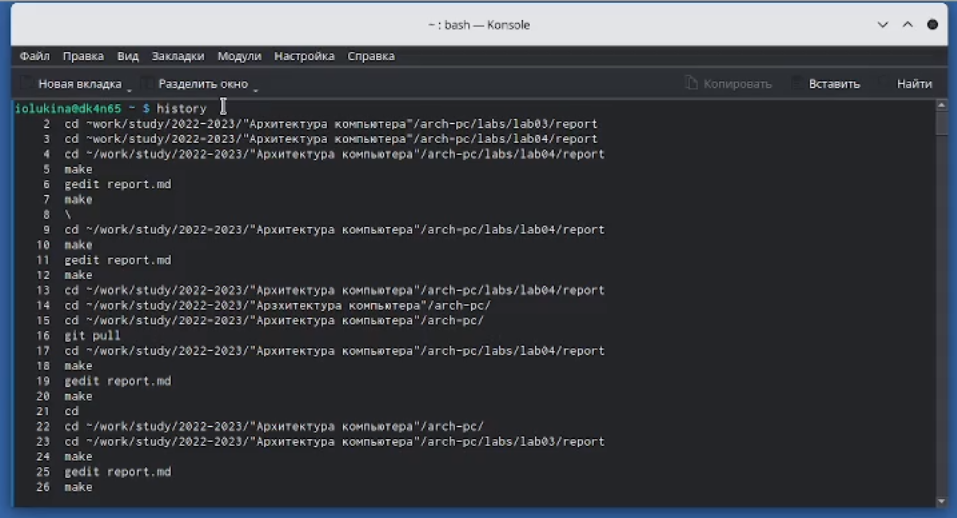 ~ : bash — Konsole
Файл Правка Вид Закладки Модули Настройка Справка
Новая вкладка Разделить окно Копировать Вставить Найти
iolukina@dk4n65 ~ $ history
2 cd ~work/study/2022-2023/"Архитектура компьютера"/arch-pc/labs/lab03/report
3 cd ~work/study/2022-2023/"Архитектура компьютера"/arch-pc/labs/lab04/report
4 cd ~/work/study/2022-2023/"Архитектура компьютера"/arch-pc/labs/lab04/report
5 make
6 gedit report.md
7 make
8 \
9 cd ~/work/study/2022-2023/"Архитектура компьютера"/arch-pc/labs/lab04/report
10 make
11 gedit report.md
12 make
13 cd ~/work/study/2022-2023/"Архитектура компьютера"/arch-pc/labs/lab04/report
14 cd ~/work/study/2022-2023/"Арзхитектура компьютера"/arch-pc/
15 cd ~/work/study/2022-2023/"Архитектура компьютера"/arch-pc/
16 git pull
17 cd ~/work/study/2022-2023/"Архитектура компьютера"/arch-pc/labs/lab04/report
18 make
19 gedit report.md
20 make
21 cd
22 cd ~/work/study/2022-2023/"Архитектура компьютера"/arch-pc/
23 cd ~/work/study/2022-2023/"Архитектура компьютера"/arch-pc/labs/lab03/report
24 make
25 gedit report.md
26 make